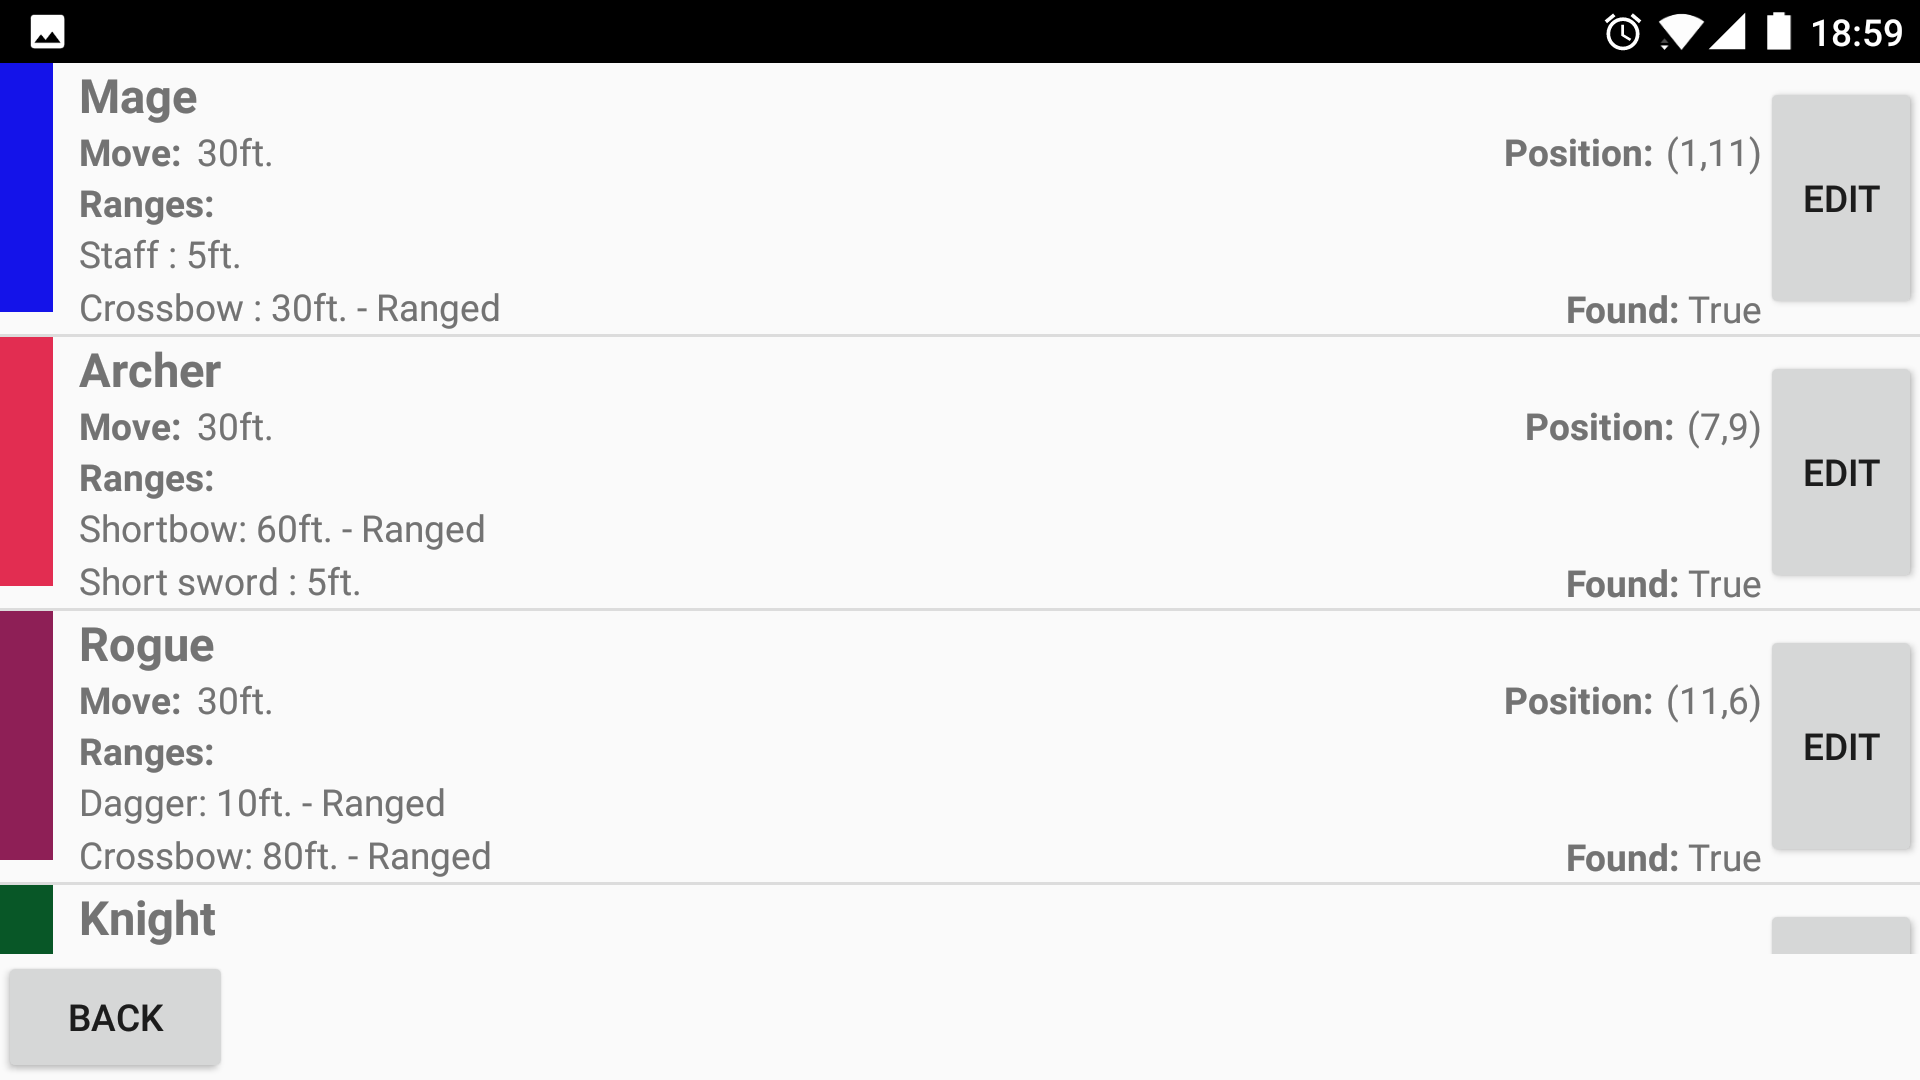 18:59
Mage
Move: 30ft.
Position: (1,11)
Ranges:
Staff : 5ft.
Crossbow : 30ft. - Ranged
Found: True
EDIT
Archer
Move: 30ft.
Position: (7,9)
Ranges:
Shortbow: 60ft. - Ranged
Short sword : 5ft.
Found: True
EDIT
Rogue
Move: 30ft.
Position: (11,6)
Ranges:
Dagger: 10ft. - Ranged
Crossbow: 80ft. - Ranged
Found: True
EDIT
Knight
BACK